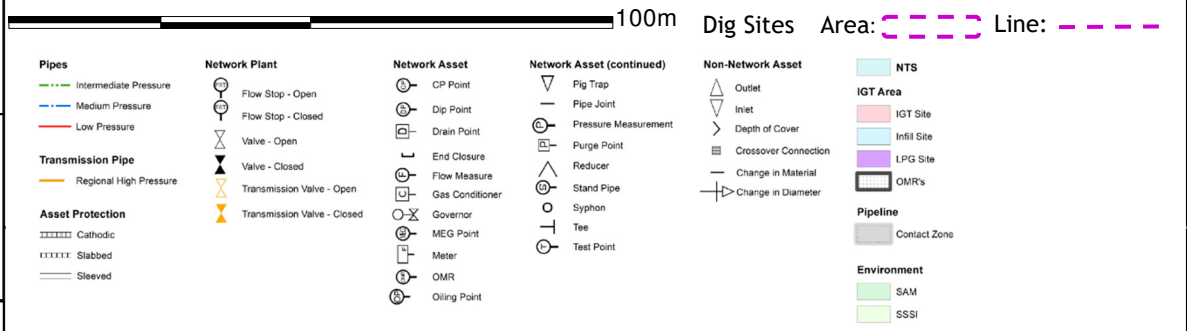 100m Dig Sites Area: Line:
Pipes
Intermediate Pressure
Medium Pressure
Low Pressure
Transmission Pipe
Regional High Pressure
Asset Protection
Cathodic
Slabbed
Sleeved
Network Plant
Flow Stop - Open
Flow Stop - Closed
Valve - Open
Valve - Closed
Transmission Valve - Open
Transmission Valve - Closed
Network Asset
CP Point
Dip Point
D
Drain Point
End Closure
Flow Measure
Gas Conditioner
Governor
MEG Point
Meter
OMR
Oiling Point
Network Asset (continued)
Pig Trap
Pipe Joint
P
Pressure Measurement
P
Purge Point
Reducer
S
Stand Pipe
Syphon
Tee
T
Test Point
Non-Network Asset
Outlet
Inlet
Depth of Cover
Crossover Connection
Change in Material
Change in Diameter
NTS
IGT Area
IGT Site
Infill Site
LPG Site
OMR's
Pipeline
Contact Zone
Environment
SAM
SSSI